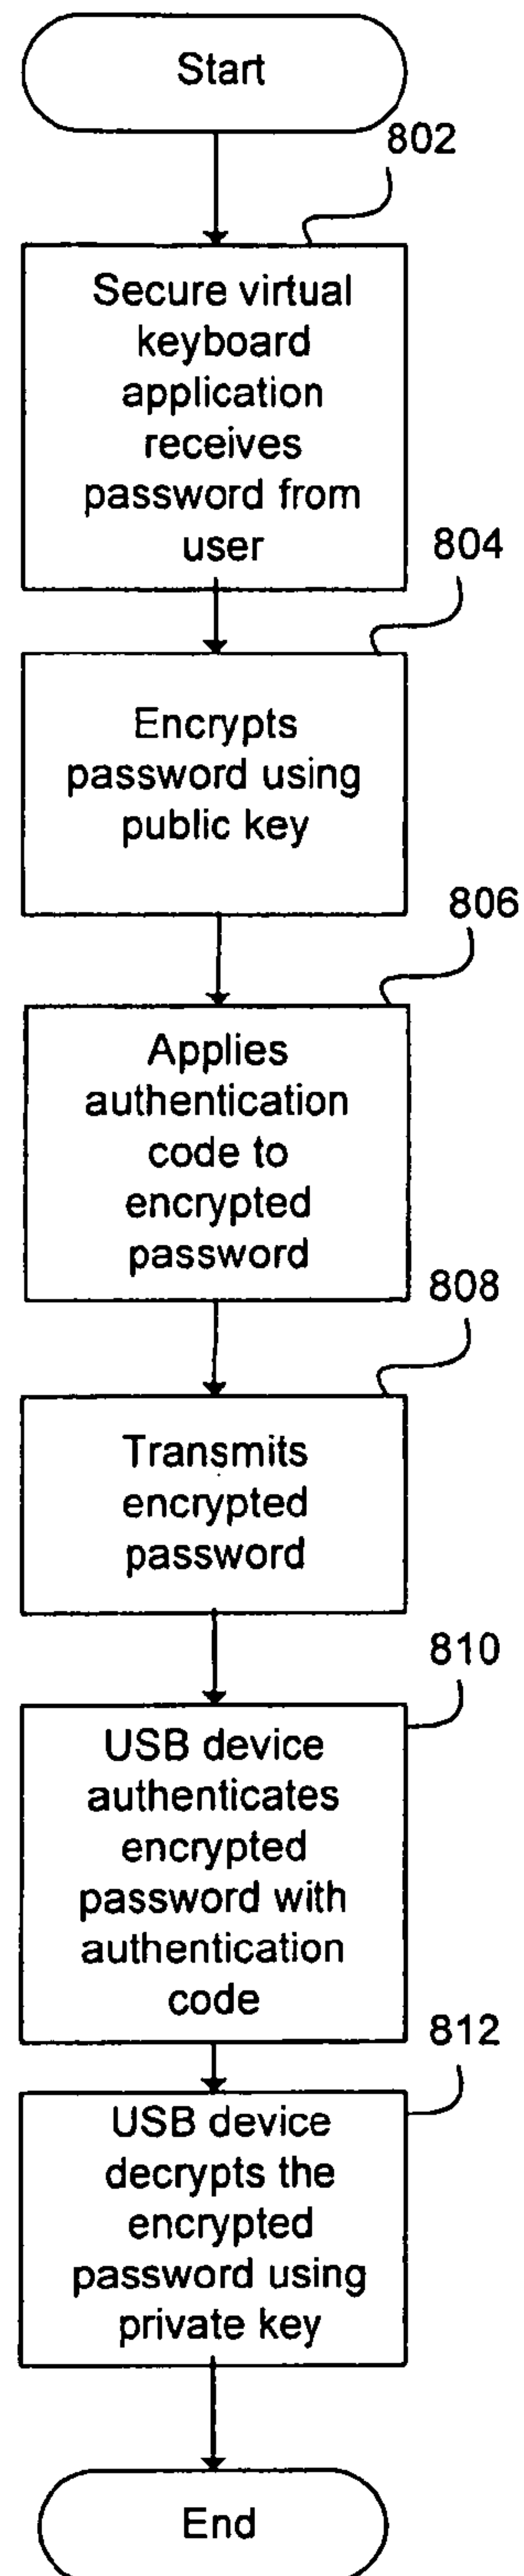 Start
802
Secure virtual
keyboard
application
receives
password from
user
804
Encrypts
password using
public key
806
Applies
authentication
code to
encrypted
password
808
Transmits
encrypted
password
810
USB device
authenticates
encrypted
password with
authentication
code
812
USB device
decrypts the
encrypted
password using
private key
End